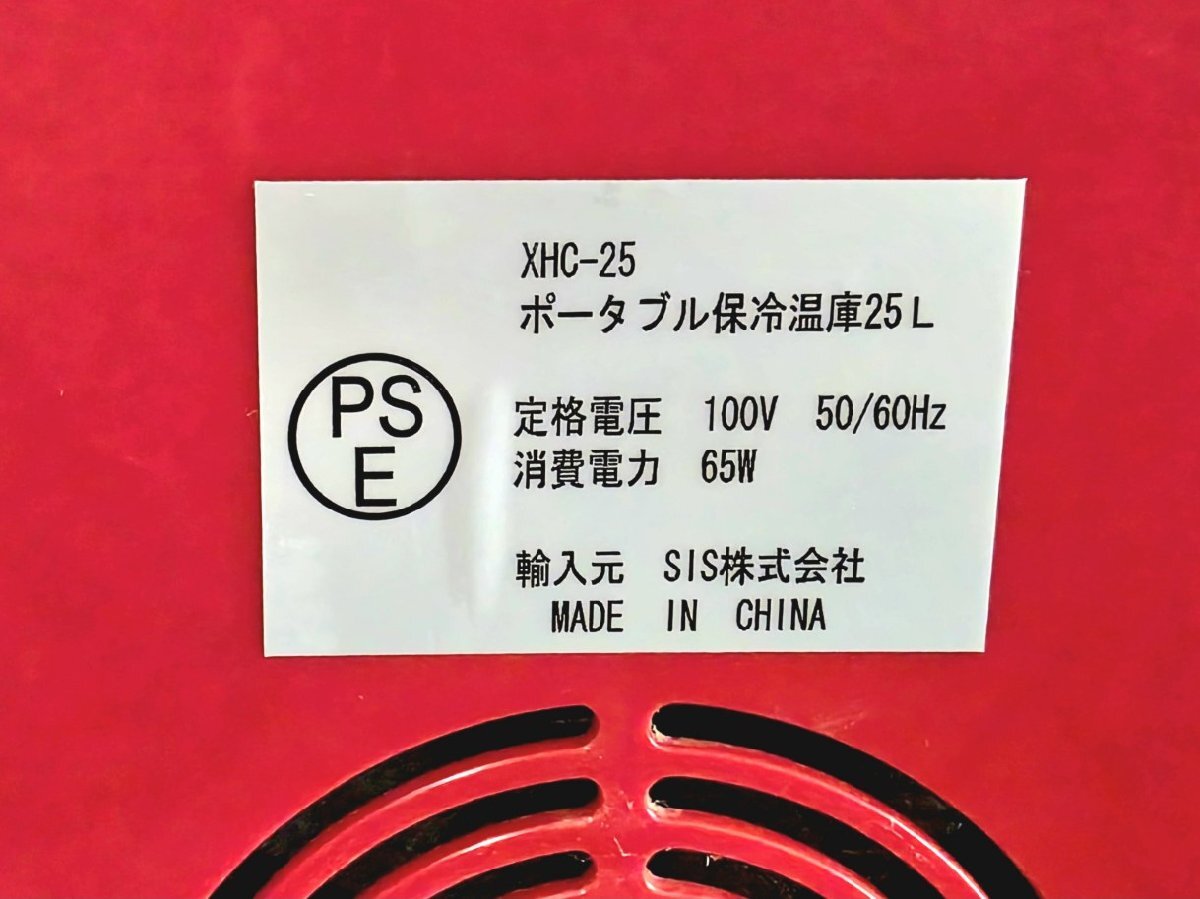 XHC-25
ポータブル保冷温庫25L
PS
E
定格電圧　100V　50/60Hz
消費電力　65W
輸入元　SIS株式会社
MADE　IN　CHINA